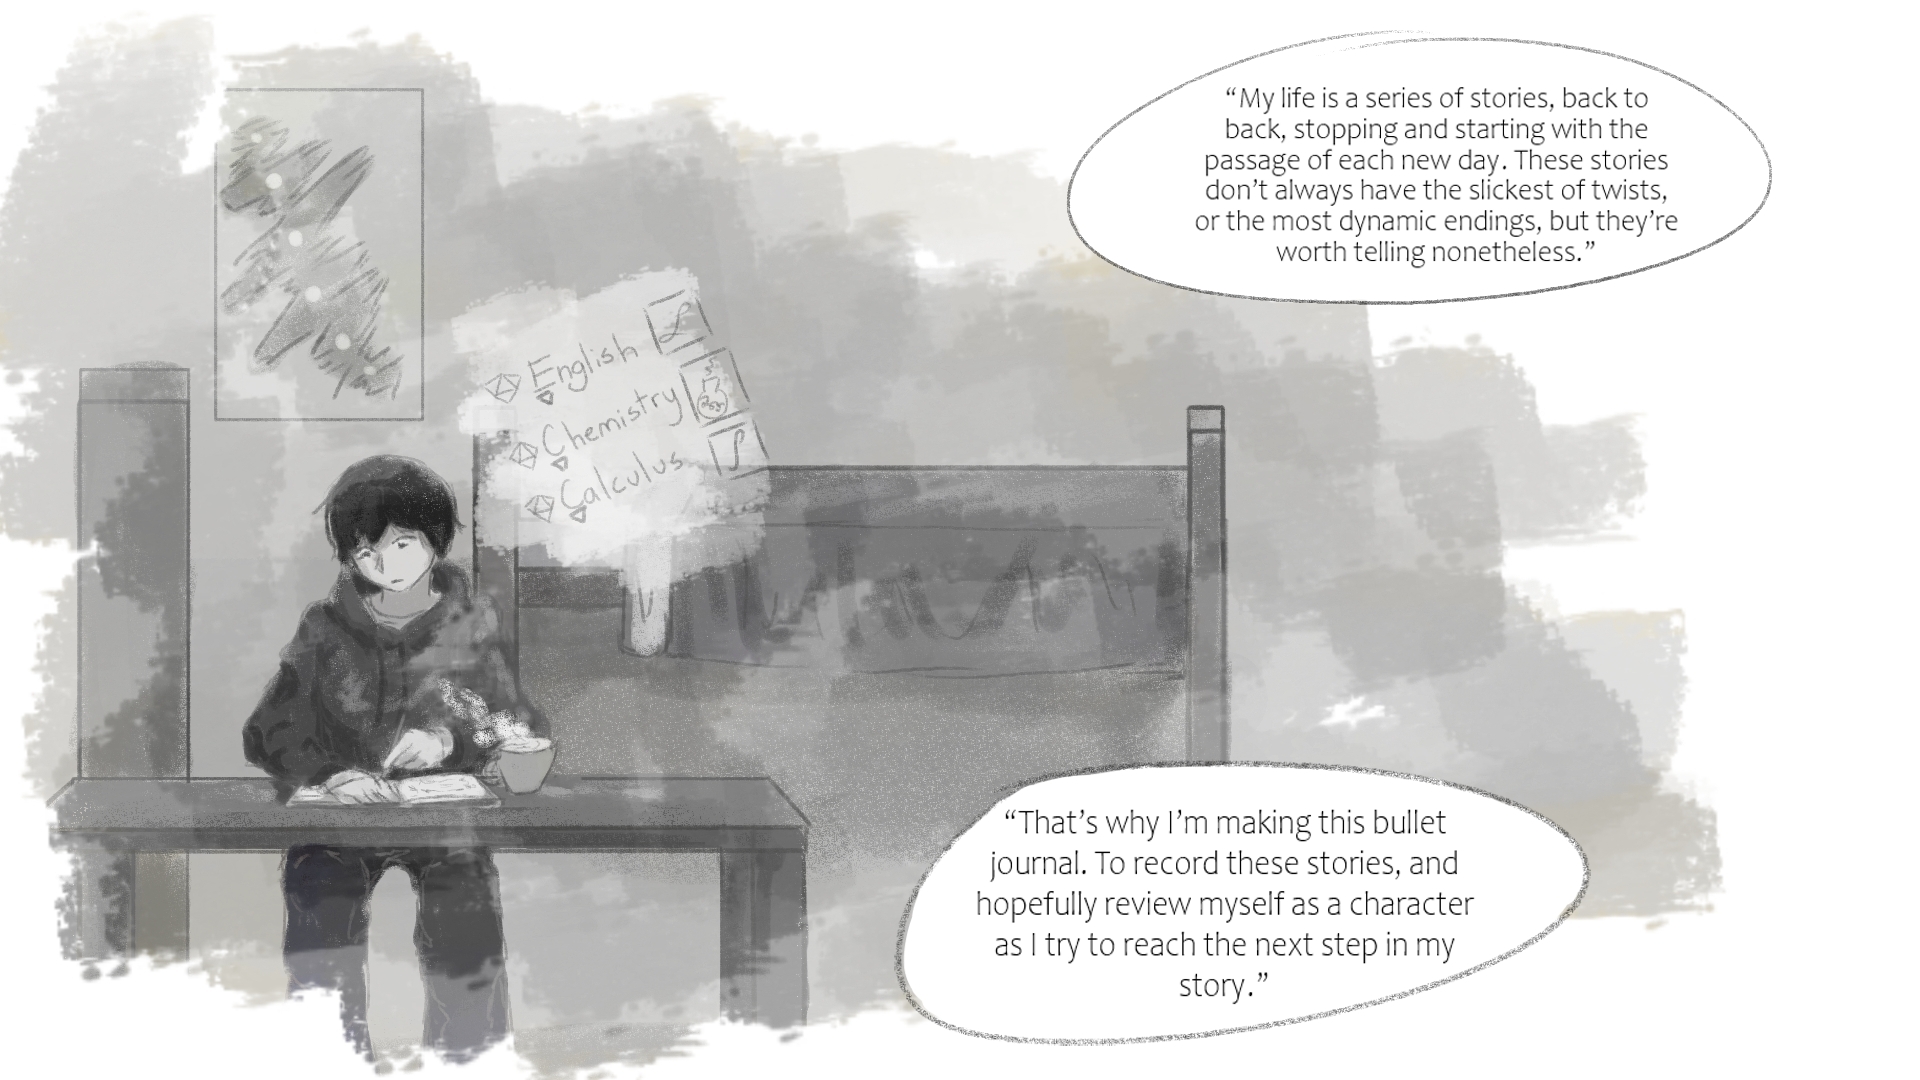 “My life is a series of stories, back to
back, stopping and starting with the
passage of each new day. These stories
don’t always have the slickest of twists,
or the most dynamic endings, but they’re
worth telling nonetheless.”
English
Chemistry
Calculus
“That’s why I’m making this bullet
journal. To record these stories, and
hopefully review myself as a character
as I try to reach the next step in my
story.”